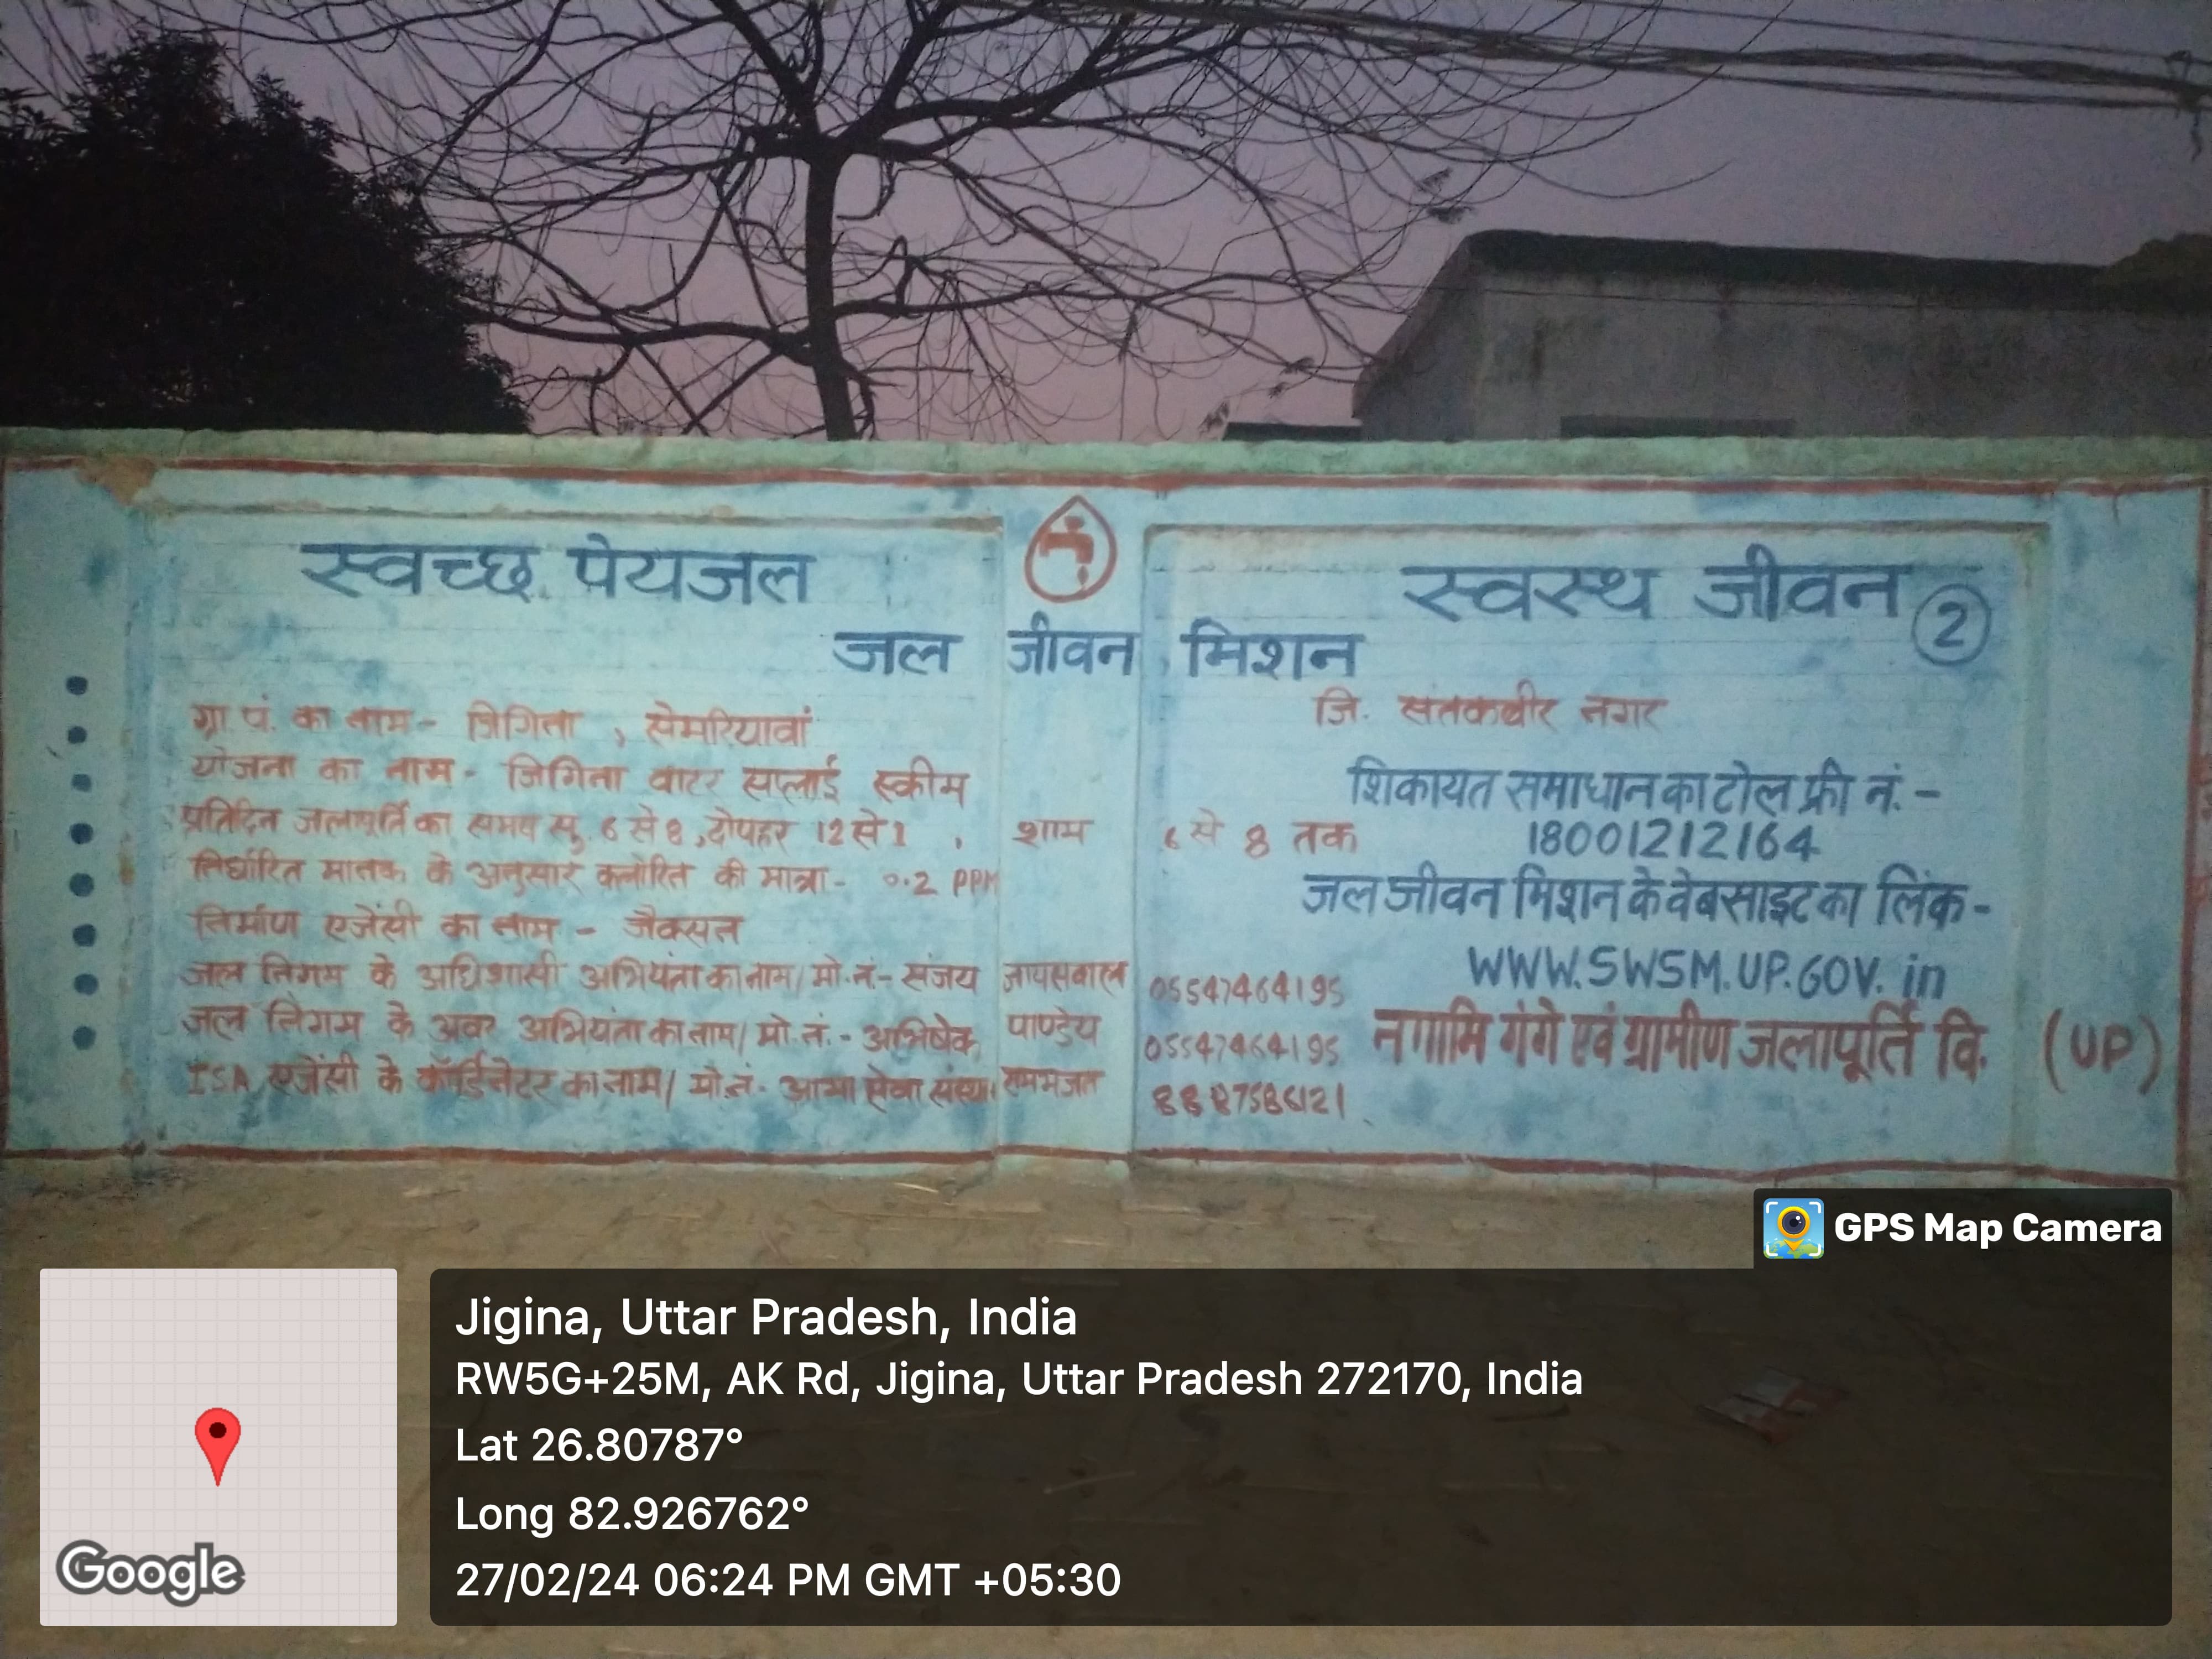 स्वच्छ पेयजल
स्वस्थ जीवन 2
जल जीवन मिशन
ग्रा पं. का नाम - जिगिना , सेमरियावां जि. संतकबीर नगर
योजना का नाम - जिगिना वाटर सप्लाई स्कीम
प्रतिदिन जलापूर्ति का समय सु. 6 से 8 , दोपहर 12 से 1 , शाम 6 से 8 तक
निर्धारित मानक के अनुसार क्लोरिन की मात्रा - 0.2 PPM
निर्माण एजेंसी का नाम - जैक्सन
जल निगम के अधिशासी अभियंता का नाम / मो.नं.- संजय जायसवाल 05547464195
जल निगम के अवर अभियंता का नाम / मो.नं.- अभिषेक पाण्डेय 05547464195
ISA एजेंसी के कॉर्डिनेटर का नाम / मो.नं- सेवा संस्था
शिकायत समाधान का टोल फ्री नं. -
18001212164
जल जीवन मिशन के वेबसाइट का लिंक -
WWW.SWSM.UP.GOV.in
नमामि गंगे एवं ग्रामीण जलापूर्ति वि. (UP)
GPS Map Camera
Jigina, Uttar Pradesh, India
RW5G+25M, AK Rd, Jigina, Uttar Pradesh 272170, India
Lat 26.80787°
Long 82.926762°
27/02/24 06:24 PM GMT +05:30
Google